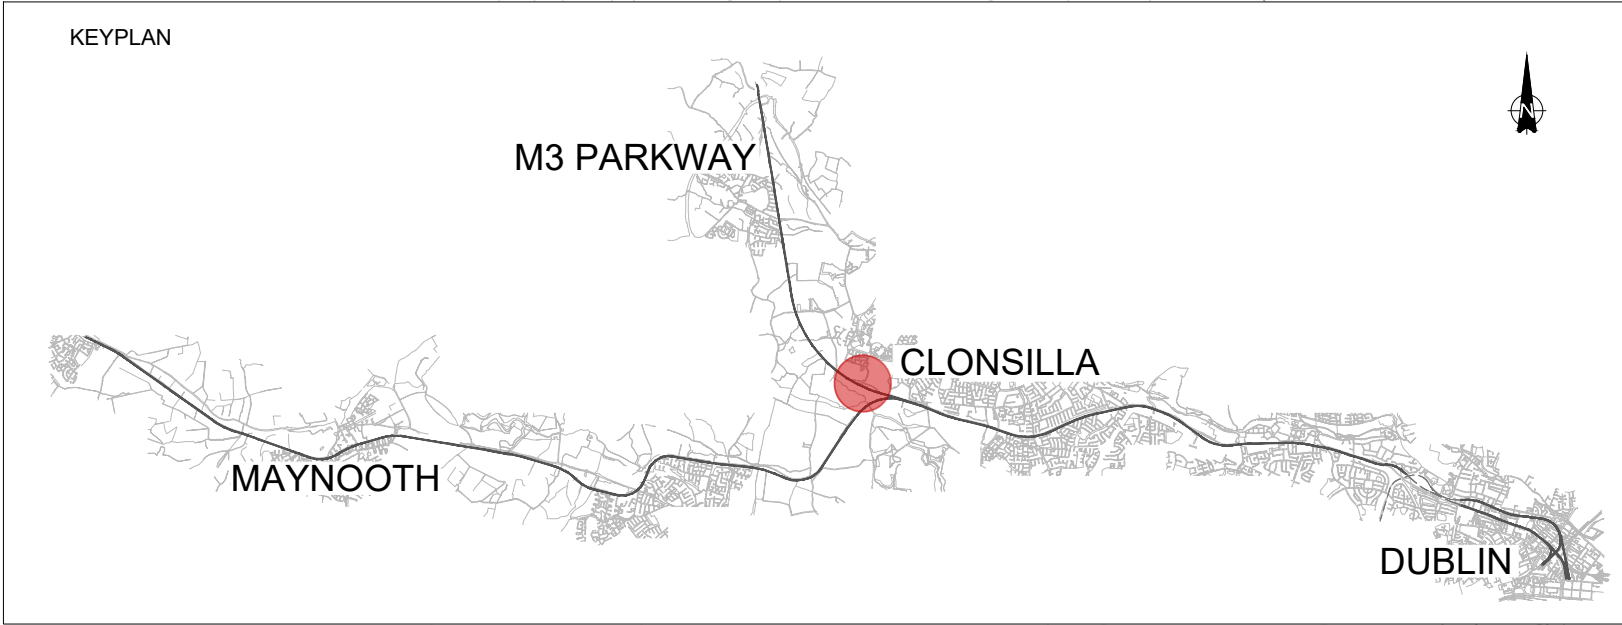 KEYPLAN
N
M3 PARKWAY
CLONSILLA
MAYNOOTH
DUBLIN